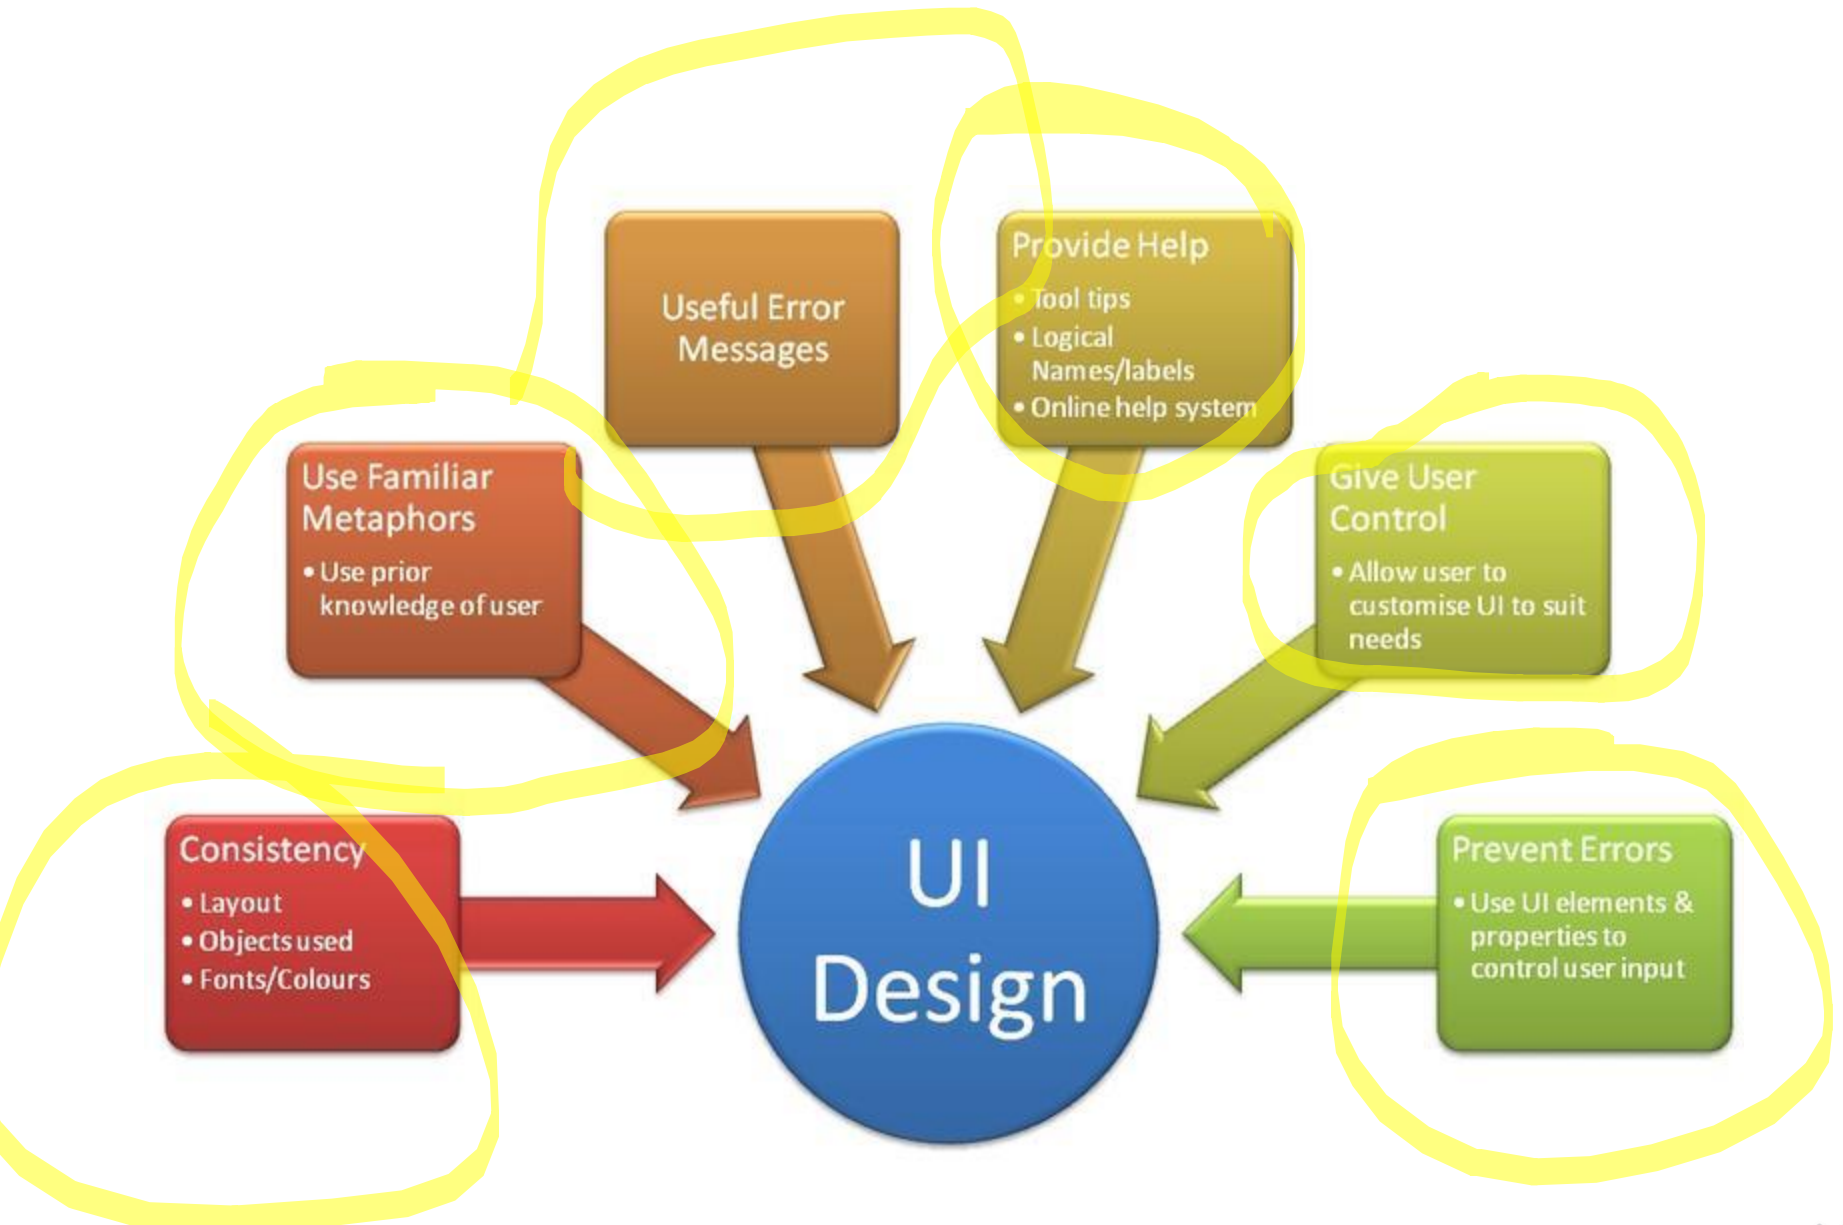 Consistency
• Layout
• Objects used
• Fonts/Colours
Use Familiar
Metaphors
• Use prior
knowledge of user
Useful Error
Messages
Provide Help
• Tool tips
• Logical
Names/labels
• Online help system
Give User
Control
• Allow user to
customise UI to suit
needs
Prevent Errors
• Use UI elements &
properties to
control user input
UI
Design